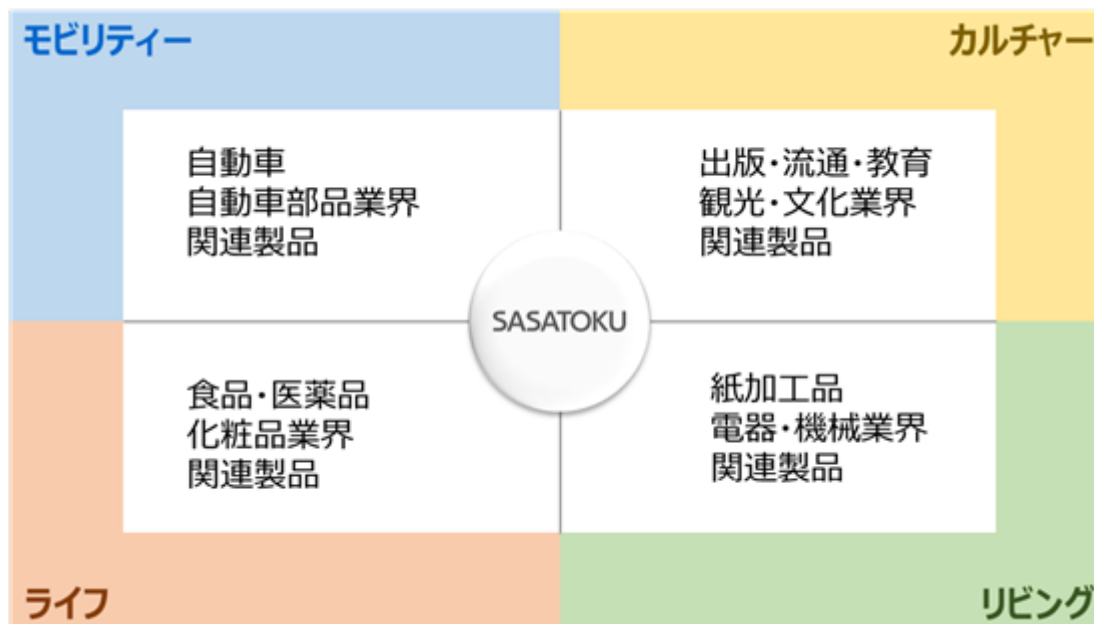 モビリティー
カルチャー
自動車
自動車部品業界
関連製品
出版・流通・教育
観光・文化業界
関連製品
SASATOKU
食品・医薬品
化粧品業界
関連製品
紙加工品
電器・機械業界
関連製品
ライフ
リビング